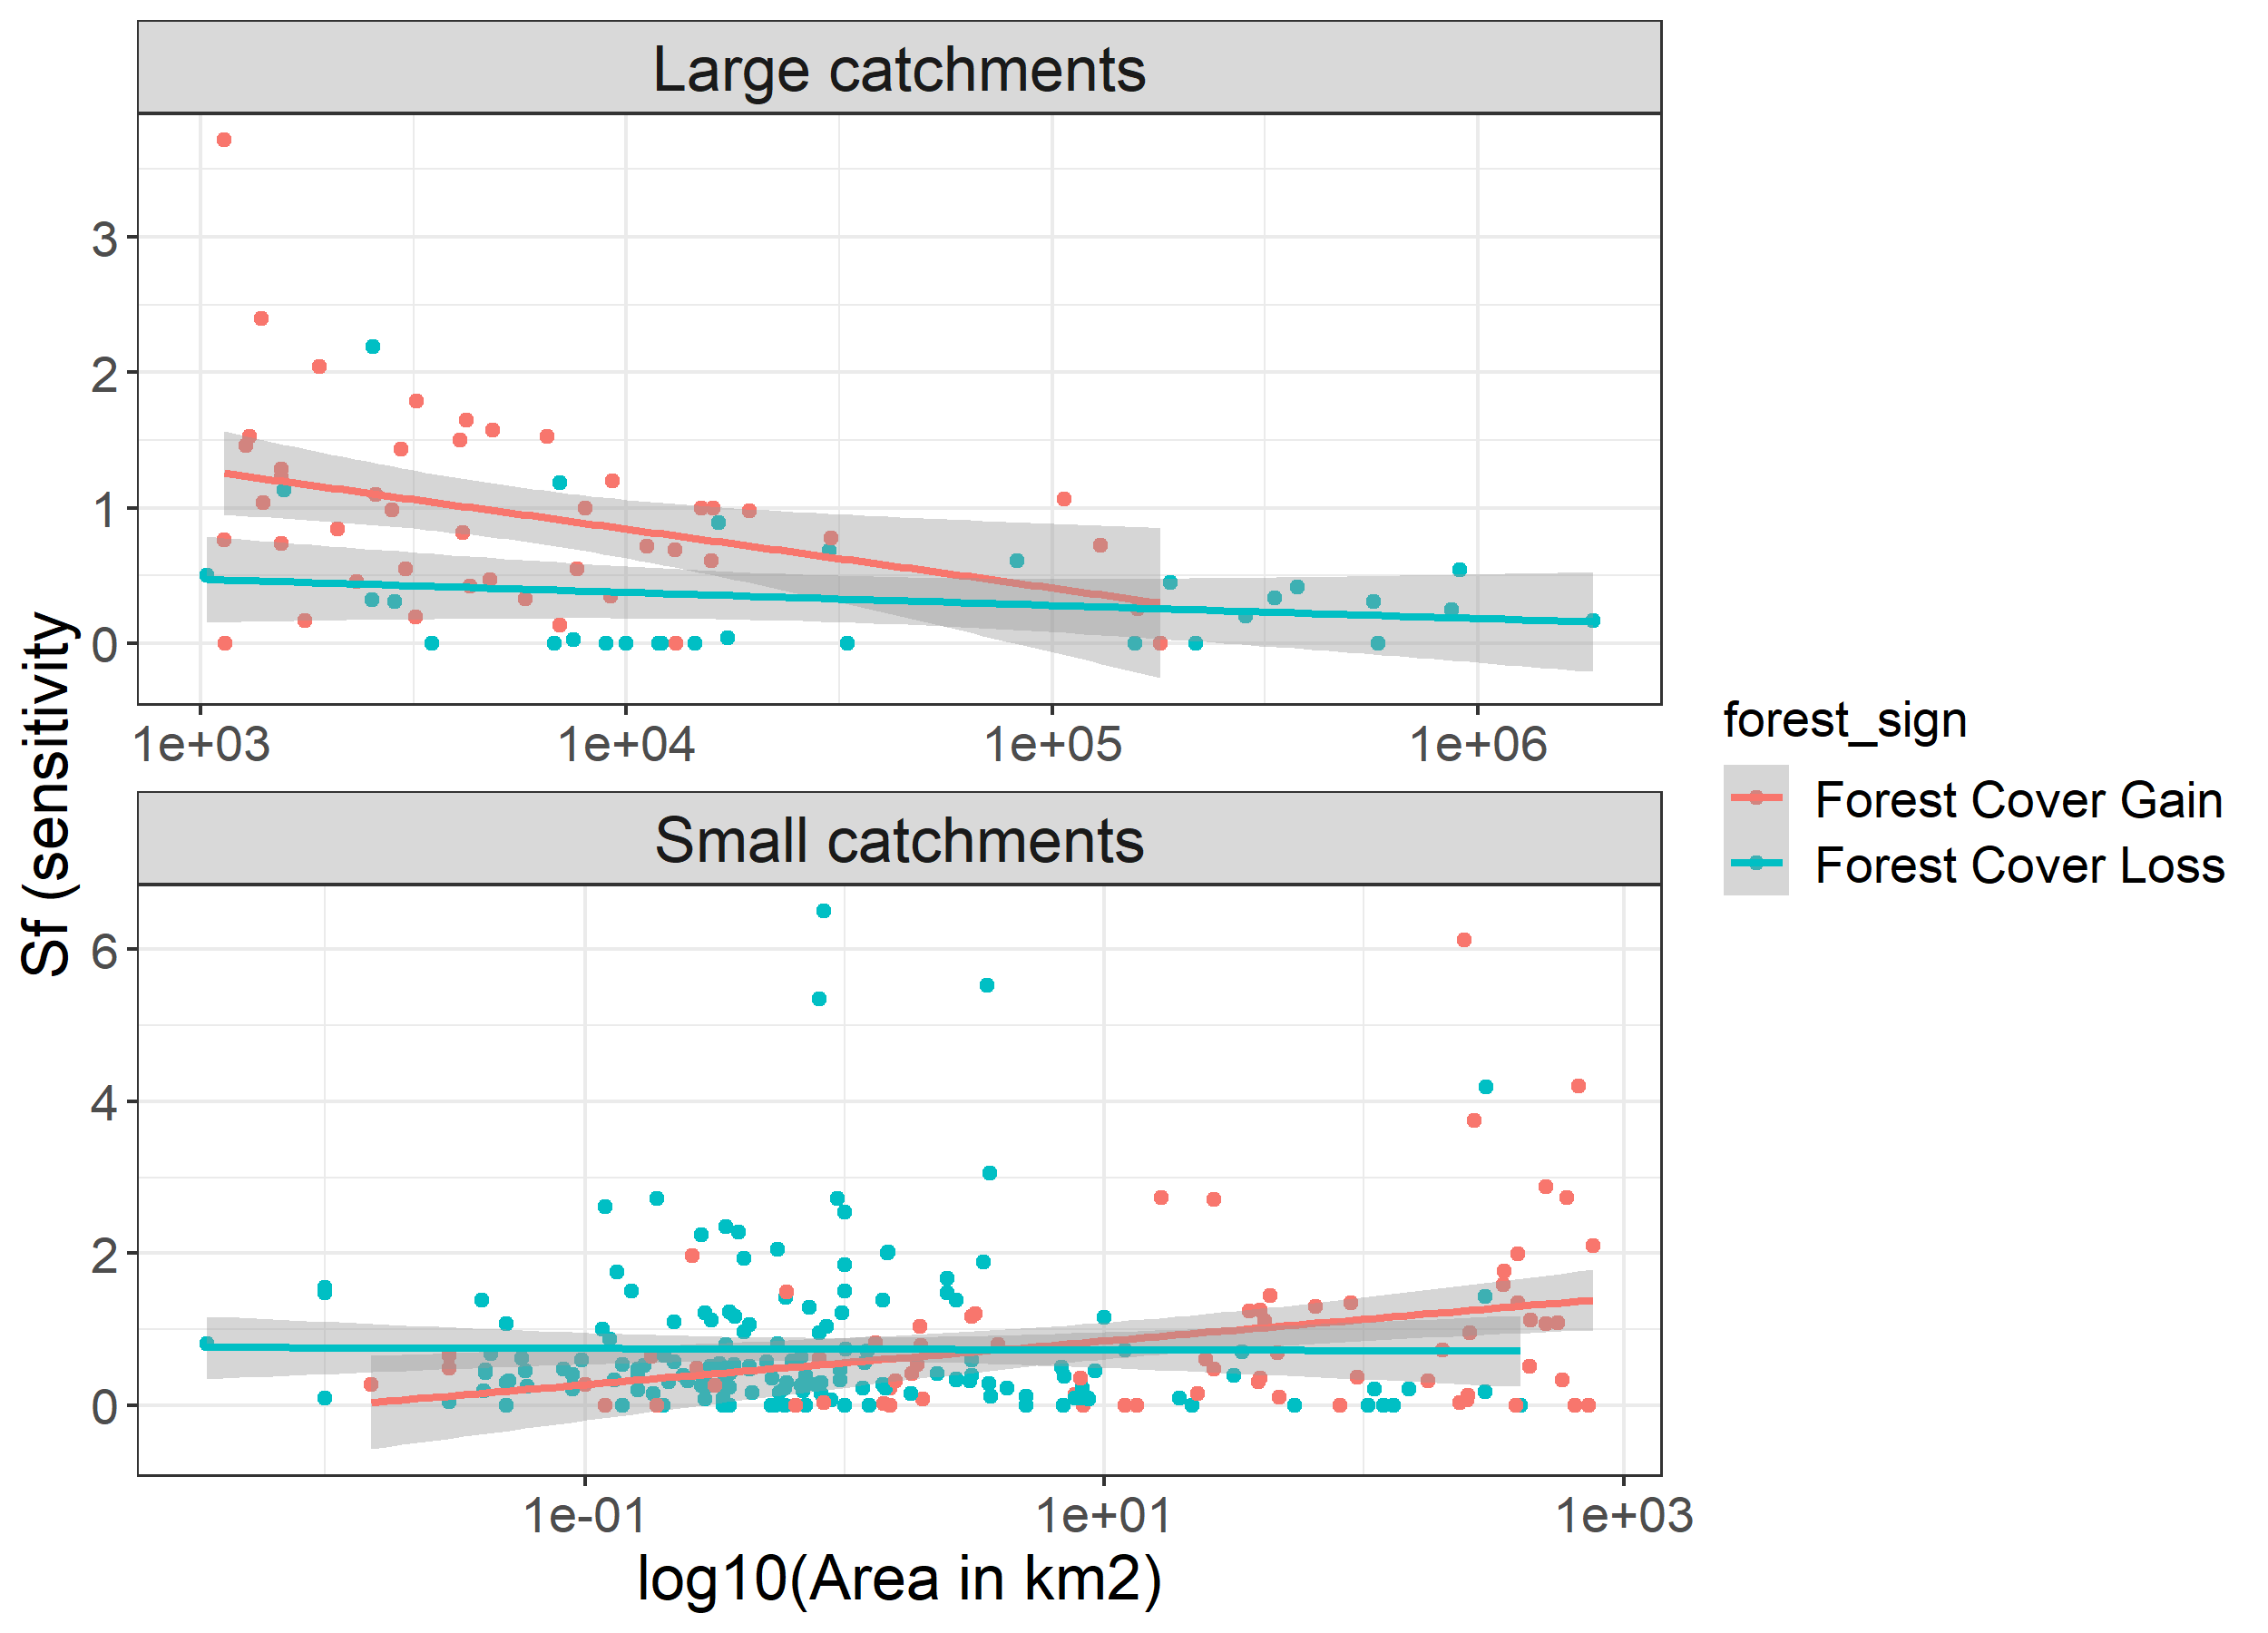 Large catchments
3
2
1
0
1e+03 1e+04 1e+05 1e+06
Small catchments
6
4
2
0
1e-01 1e+01 1e+03
log10(Area in km2)
Sf (sensitivity
forest_sign
Forest Cover Gain
Forest Cover Loss